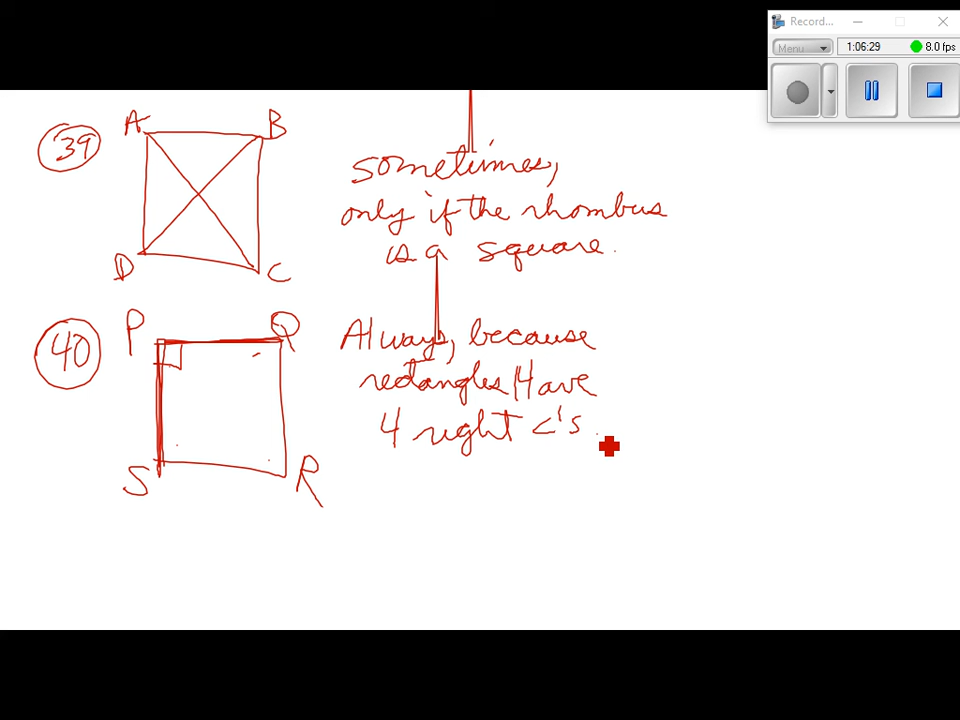 Record...
Menu
1:06:29
8.0 fps
39
A
B
D
C
sometimes,
only if the rhombus
is a square.
40
P
Q
S
R
Always, because
rectangles Have
4 right <'s